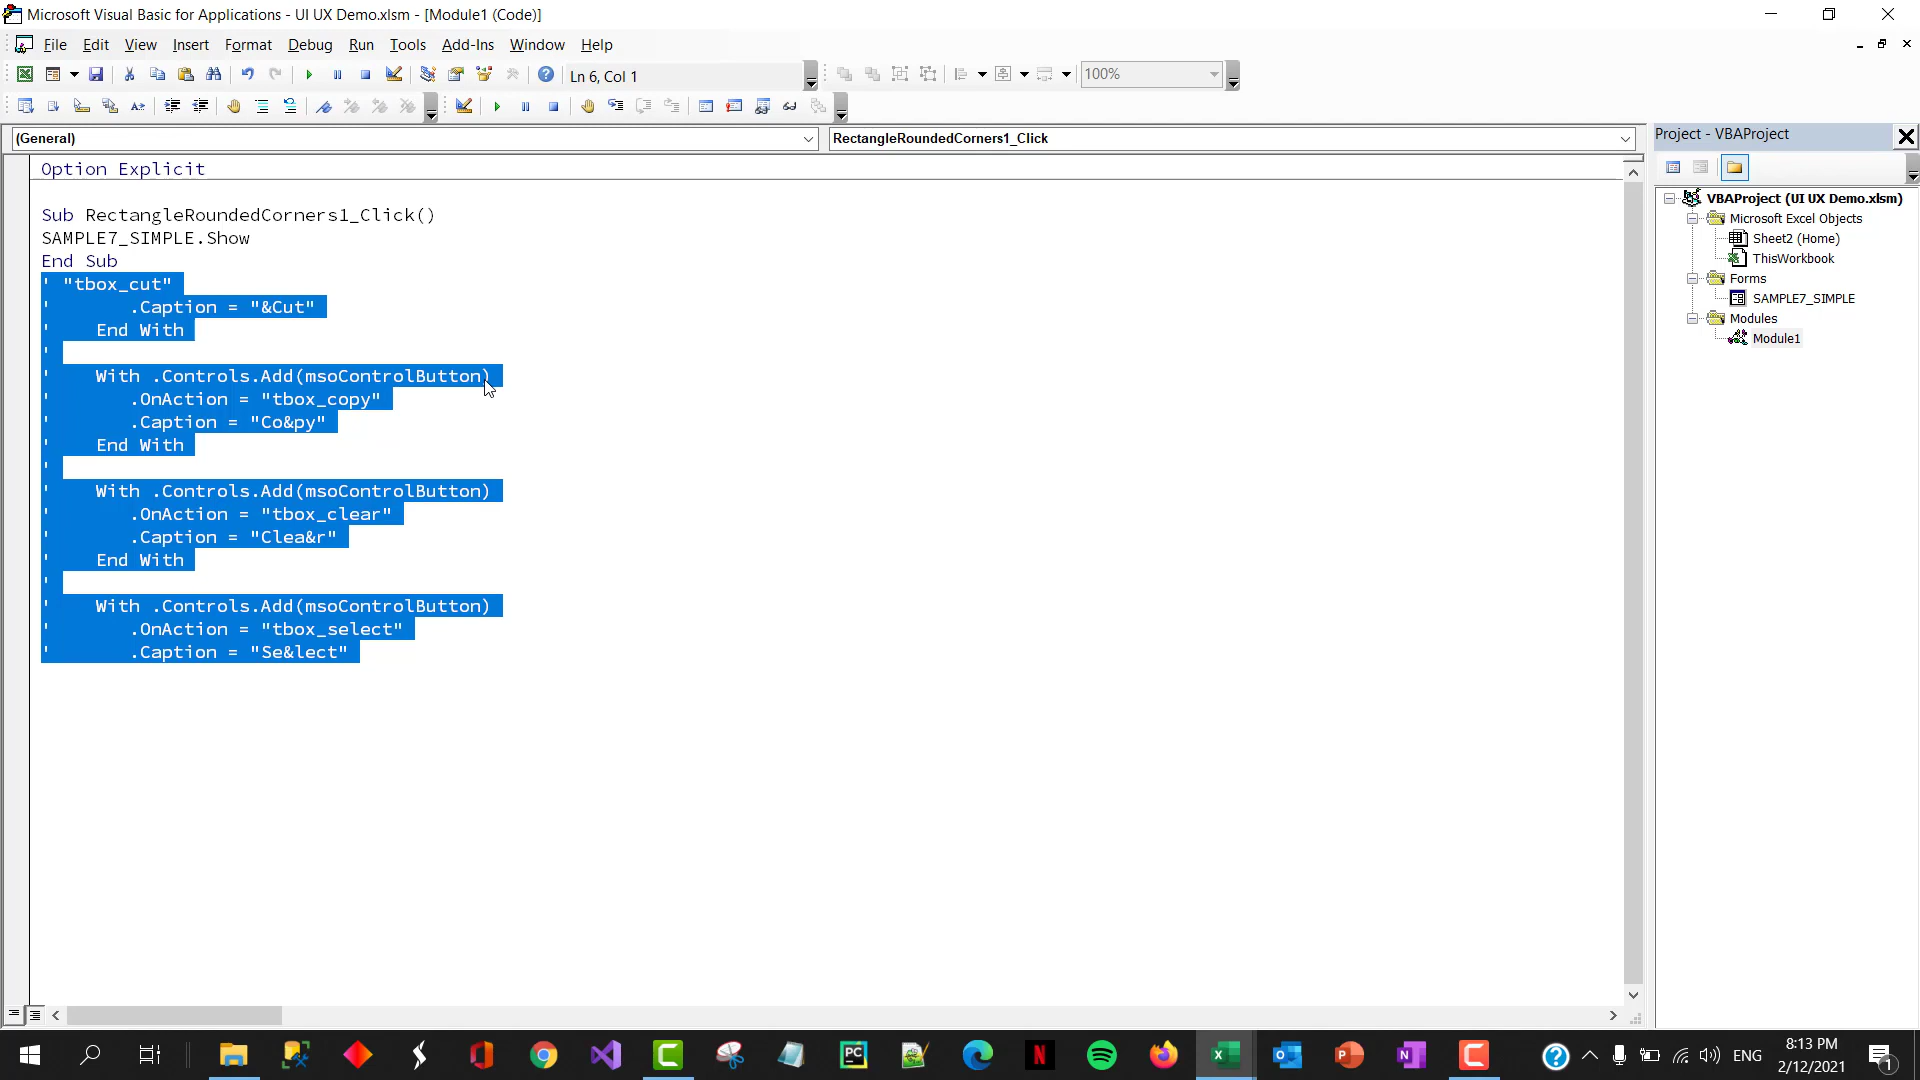 Microsoft Visual Basic for Applications - UI UX Demo.xlsm - [Module1 (Code)]
File Edit View Insert Format Debug Run Tools Add-Ins Window Help
Ln 6, Col 1
100%
(General)
RectangleRoundedCorners1_Click
Project - VBAProject
Option Explicit
Sub RectangleRoundedCorners1_Click()
SAMPLE7_SIMPLE.Show
End Sub
' "tbox_cut"
' .Caption = "&Cut"
' End With
'
' With .Controls.Add(msoControlButton)
' .OnAction = "tbox_copy"
' .Caption = "Co&py"
' End With
'
' With .Controls.Add(msoControlButton)
' .OnAction = "tbox_clear"
' .Caption = "Clea&r"
' End With
'
' With .Controls.Add(msoControlButton)
' .OnAction = "tbox_select"
' .Caption = "Se&lect"
VBAProject (UI UX Demo.xlsm)
Microsoft Excel Objects
Sheet2 (Home)
ThisWorkbook
Forms
SAMPLE7_SIMPLE
Modules
Module1
ENG
8:13 PM
2/12/2021
1